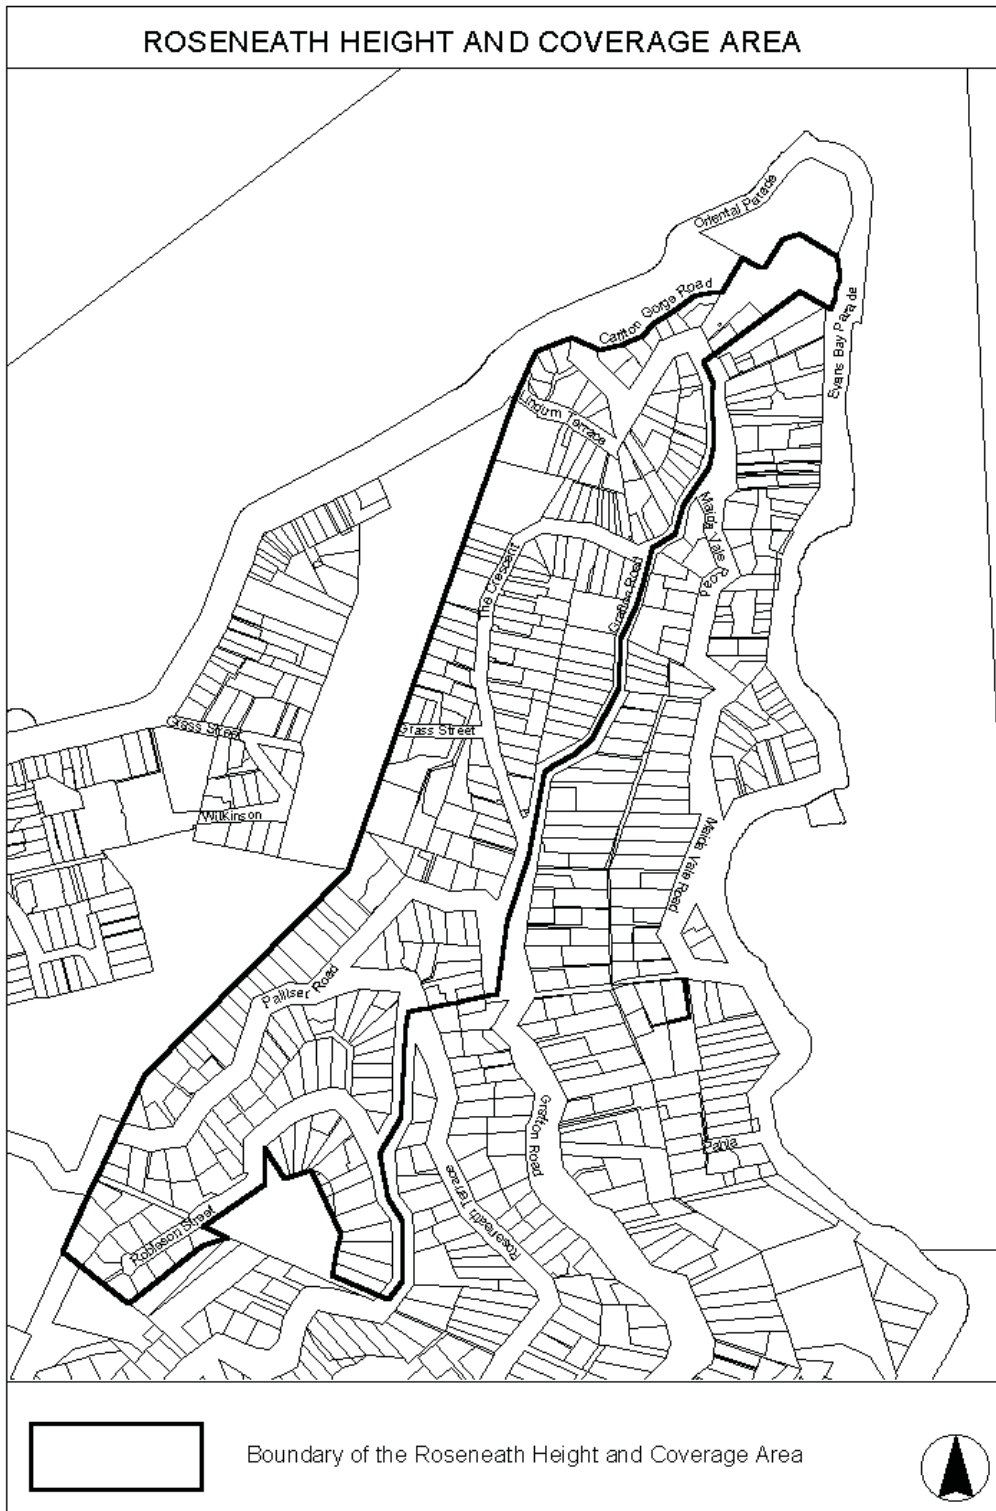 ROSENEATH HEIGHT AND COVERAGE AREA
Oriental Parade
Carlton Gorge Road
Evans Bay Parade
Lindum Terrace
Maida Vale Road
The Crescent
Grafton Road
Grass Street
Grass Street
Wilkinson
Maida Vale Road
Palliser Road
Grafton Road
Roseneath Terrace
Robieson Street
Boundary of the Roseneath Height and Coverage Area